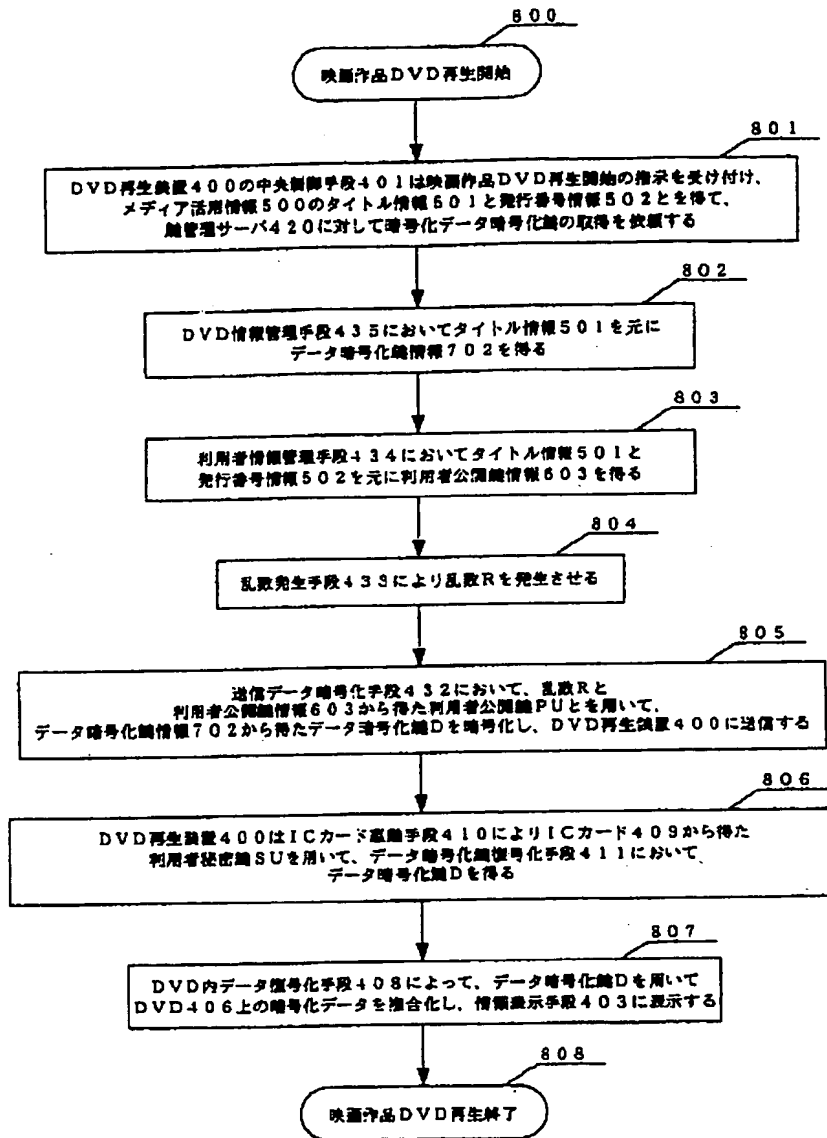 800
映画作品DVD再生開始
801
DVD再生装置400の中央制御手段401は映画作品DVD再生開始の指示を受け付け、
メディア活用情報500のタイトル情報501と発行番号情報502とを得て、
鍵管理サーバ420に対して暗号化データ暗号化鍵の取得を依頼する
802
DVD情報管理手段435においてタイトル情報501を元に
データ暗号化鍵情報702を得る
803
利用者情報管理手段434においてタイトル情報501と
発行番号情報502を元に利用者公開鍵情報603を得る
804
乱数発生手段433により乱数Rを発生させる
805
送信データ暗号化手段432において、乱数Rと
利用者公開鍵情報603から得た利用者公開鍵PUとを用いて、
データ暗号化鍵情報702から得たデータ暗号化鍵Dを暗号化し、DVD再生装置400に送信する
806
DVD再生装置400はICカード駆動手段410によりICカード409から得た
利用者秘密鍵SUを用いて、データ暗号化鍵復号化手段411において
データ暗号化鍵Dを得る
807
DVD内データ復号化手段408によって、データ暗号化鍵Dを用いて
DVD406上の暗号化データを複合化し、情報表示手段403に表示する
808
映画作品DVD再生終了